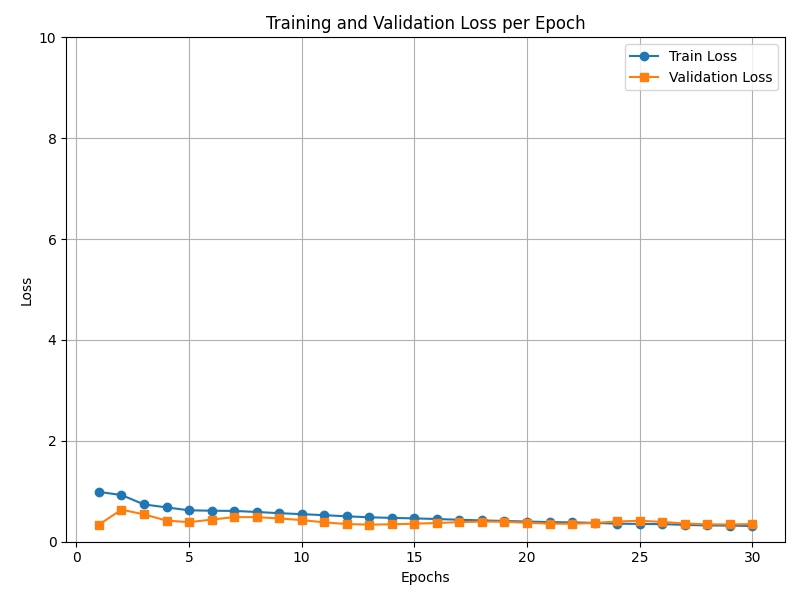 Training and Validation Loss per Epoch
10
8
6
4
2
0
Loss
Train Loss
Validation Loss
0 5 10 15 20 25 30
Epochs